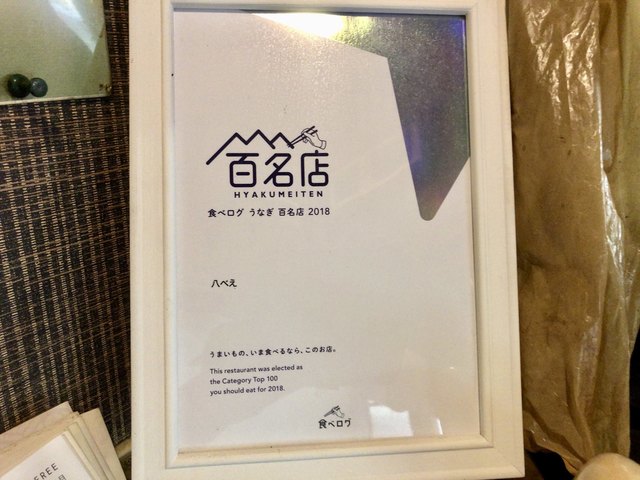 百名店
HYAKUMEITEN
食べログ うなぎ 百名店 2018
八べえ
うまいもの、いま食べるなら、このお店。
This restaurant was elected as
the Category Top 100
you should eat for 2018.
食べログ
FREE